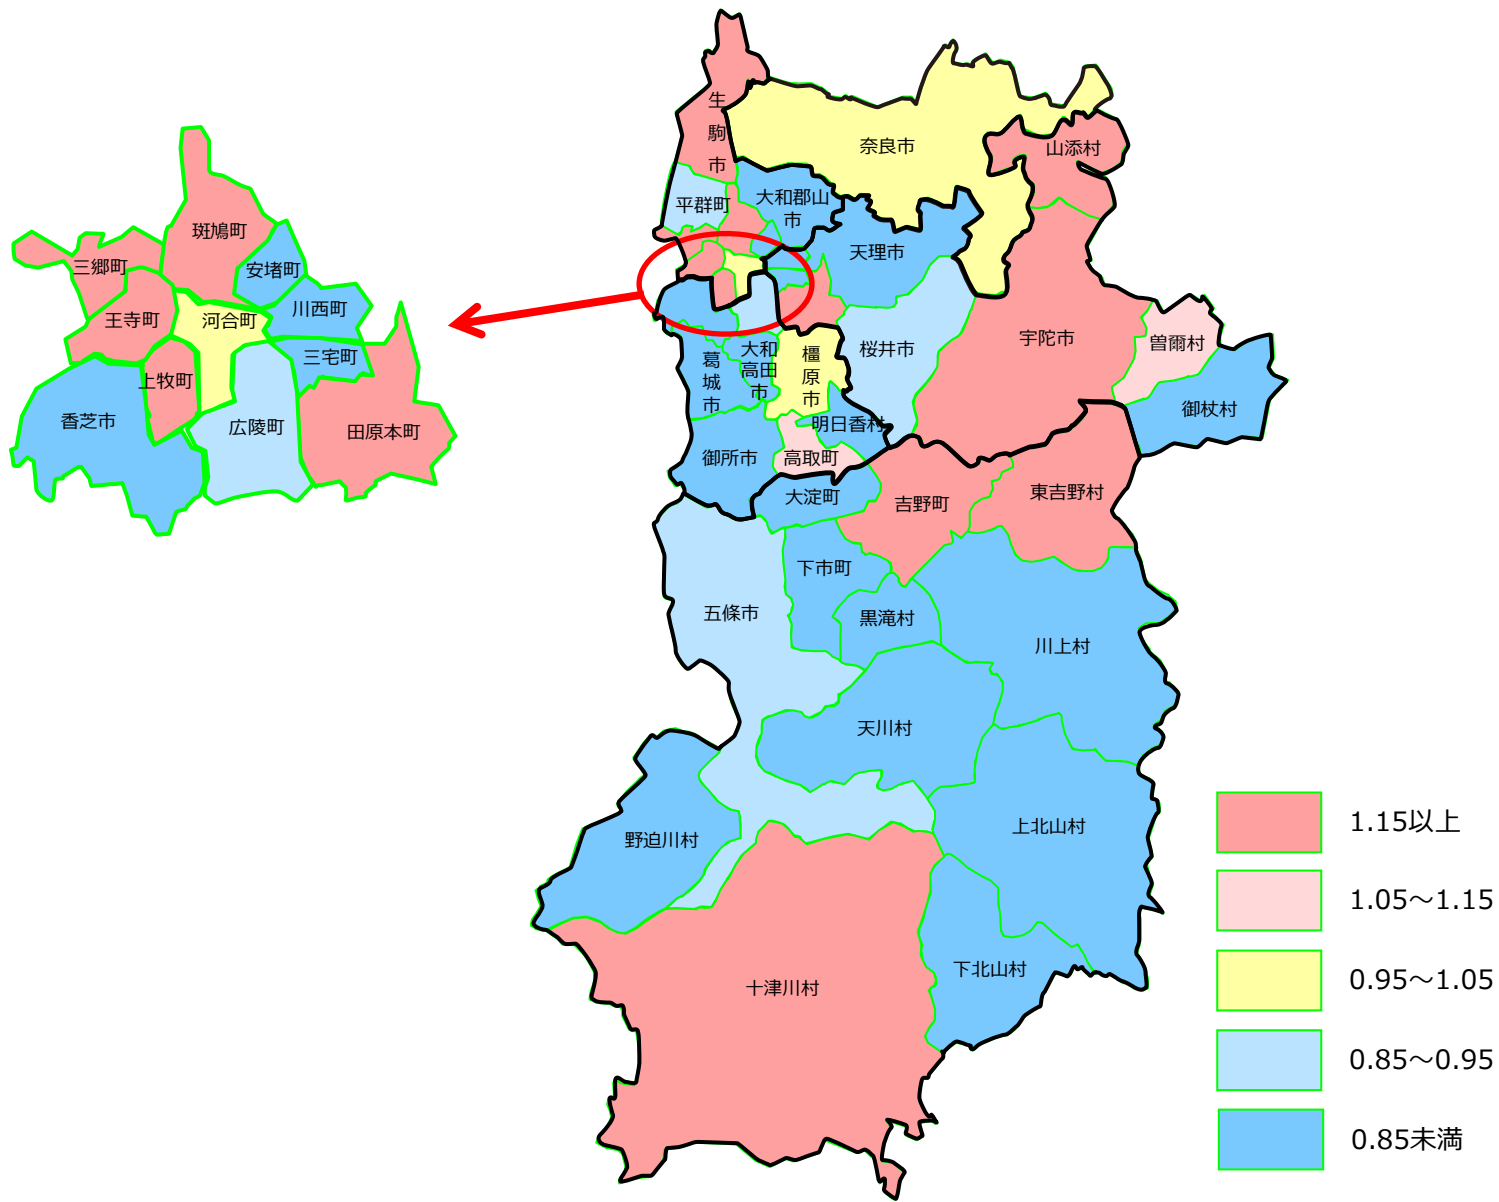 生
駒
市
奈良市
山添村
平群町
大和郡山
市
天理市
斑鳩町
三郷町
安堵町
川西町
王寺町
河合町
三宅町
上牧町
香芝市
広陵町
田原本町
葛
城
市
大和
高田
市
橿
原
市
桜井市
宇陀市
曽爾村
御杖村
明日香村
御所市
高取町
大淀町
吉野町
東吉野村
下市町
五條市
黒滝村
川上村
天川村
野迫川村
上北山村
下北山村
十津川村
1.15以上
1.05～1.15
0.95～1.05
0.85～0.95
0.85未満